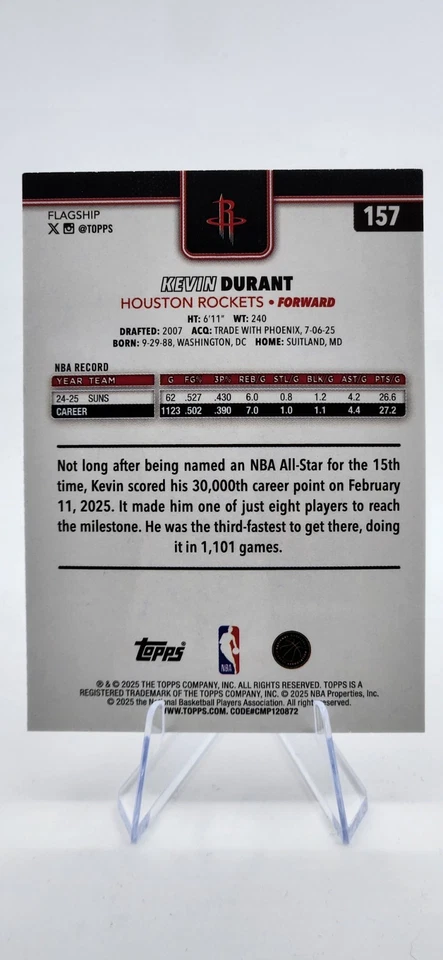 FLAGSHIP
@TOPPS
157
R
KEVIN DURANT
HOUSTON ROCKETS • FORWARD
HT: 6'11" WT: 240
DRAFTED: 2007 ACQ: TRADE WITH PHOENIX, 7-06-25
BORN: 9-29-88, WASHINGTON, DC HOME: SUITLAND, MD
NBA RECORD
YEAR TEAM G FG% 3P% REB/G STL/G BLK/G AST/G PTS/G
24-25 SUNS 62 .527 .430 6.0 0.8 1.2 4.2 26.6
CAREER 1123 .502 .390 7.0 1.0 1.1 4.4 27.2
Not long after being named an NBA All-Star for the 15th
time, Kevin scored his 30,000th career point on February
11, 2025. It made him one of just eight players to reach
the milestone. He was the third-fastest to get there, doing
it in 1,101 games.
Topps NBA
® & © 2025 THE TOPPS COMPANY, INC. ALL RIGHTS RESERVED. TOPPS IS A
REGISTERED TRADEMARK OF THE TOPPS COMPANY, INC. © 2025 NBA Properties, Inc.
© 2025 the National Basketball Players Association. All rights reserved.
WWW.TOPPS.COM. CODE#CMP120872